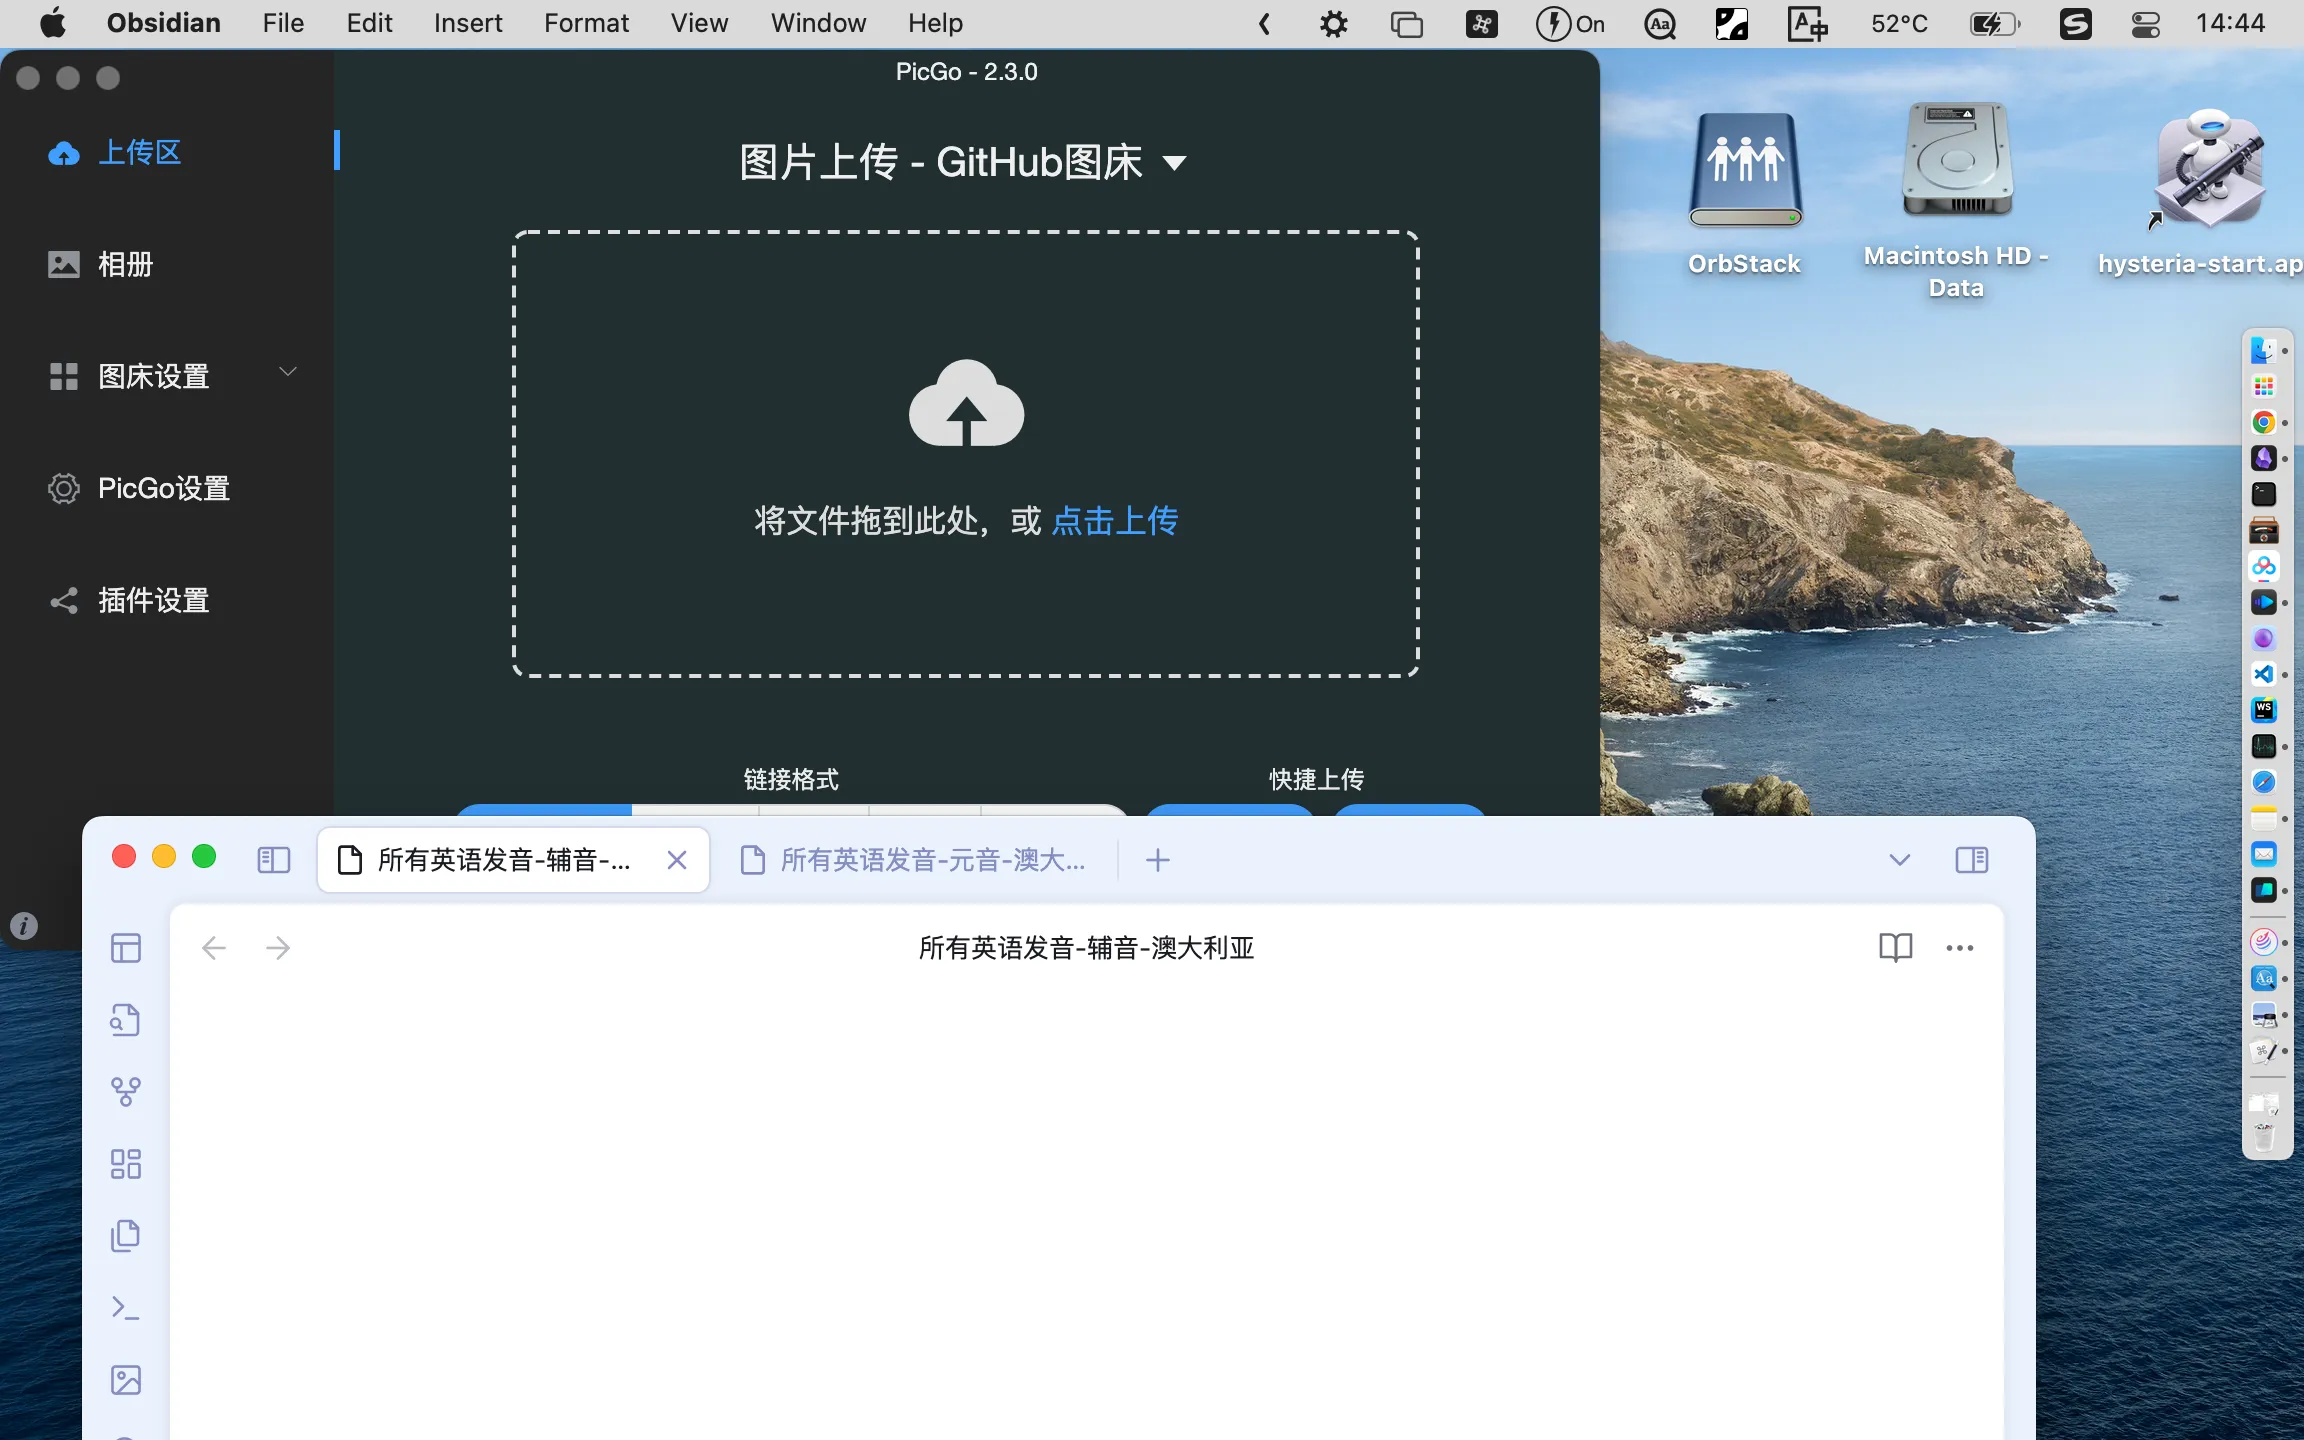 Obsidian File Edit Insert Format View Window Help On 52°C 14:44
PicGo - 2.3.0
上传区
相册
图床设置
PicGo设置
插件设置
图片上传 - GitHub图床
将文件拖到此处，或 点击上传
链接格式
快捷上传
OrbStack
Macintosh HD -
Data
hysteria-start.ap
所有英语发音-辅音-...
所有英语发音-元音-澳大...
所有英语发音-辅音-澳大利亚